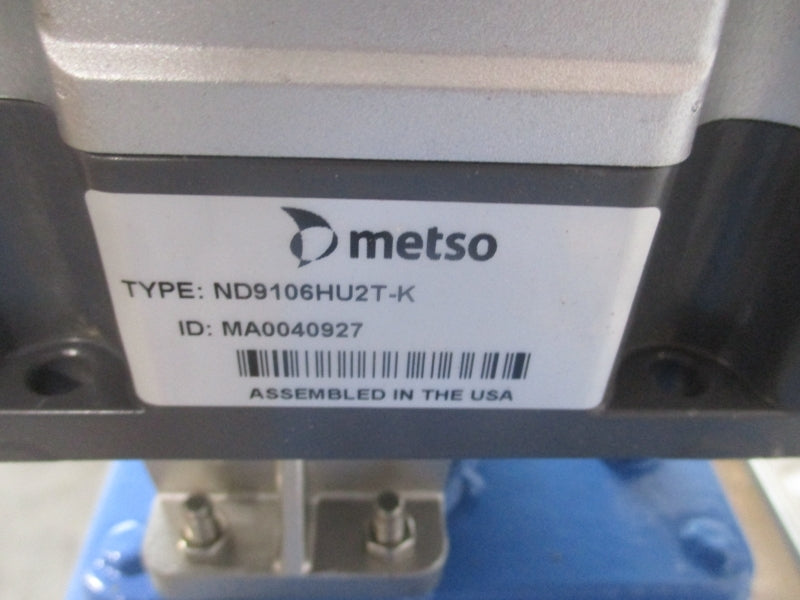 metso
TYPE: ND9106HU2T-K
ID: MA0040927
ASSEMBLED IN THE USA